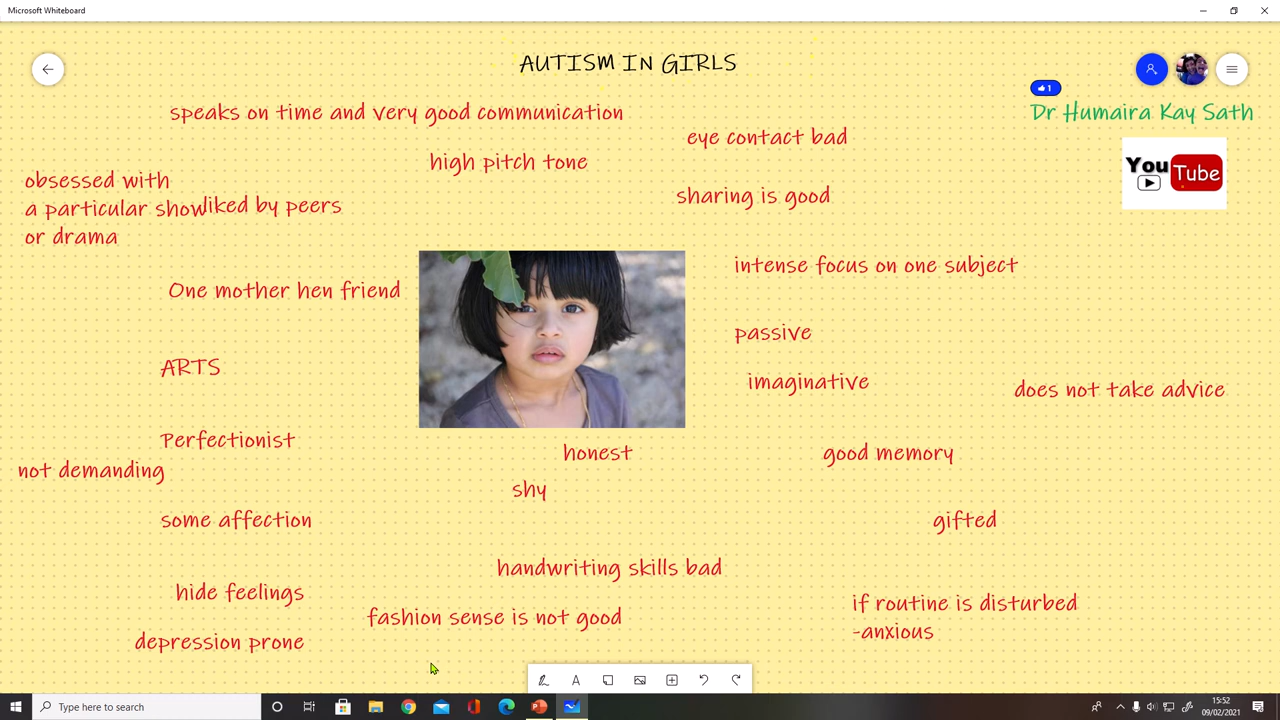 Microsoft Whiteboard
AUTISM IN GIRLS
1
speaks on time and very good communication
Dr Humaira Kay Sath
eye contact bad
high pitch tone
YouTube
obsessed with
a particular show
or drama
liked by peers
sharing is good
intense focus on one subject
One mother hen friend
passive
ARTS
imaginative
does not take advice
Perfectionist
honest
good memory
not demanding
shy
some affection
gifted
handwriting skills bad
hide feelings
if routine is disturbed
-anxious
fashion sense is not good
depression prone
A
Type here to search
15:52
09/02/2021